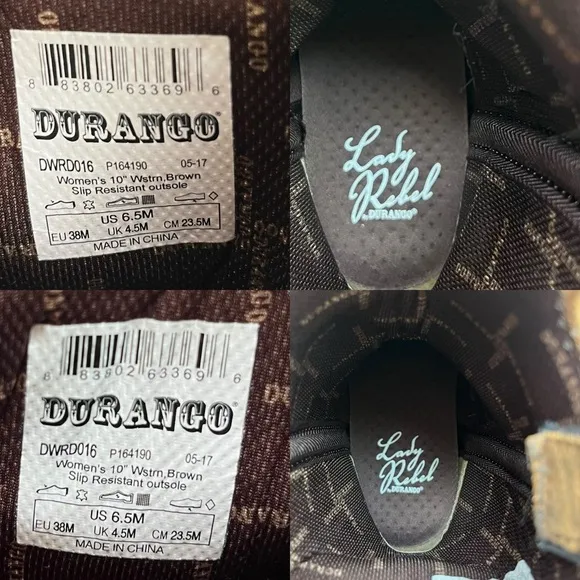 8 83802 63369 6
DURANGO
DWRD016 P164190 05-17
Women's 10" Wstrn,Brown
Slip Resistant outsole
US 6.5M
EU 38M UK 4.5M CM 23.5M
MADE IN CHINA
Lady
Rebel
by DURANGO®
8 83802 63369 6
DURANGO
DWRD016 P164190 05-17
Women's 10" Wstrn,Brown
Slip Resistant outsole
US 6.5M
EU 38M UK 4.5M CM 23.5M
MADE IN CHINA
Lady
Rebel
by DURANGO®